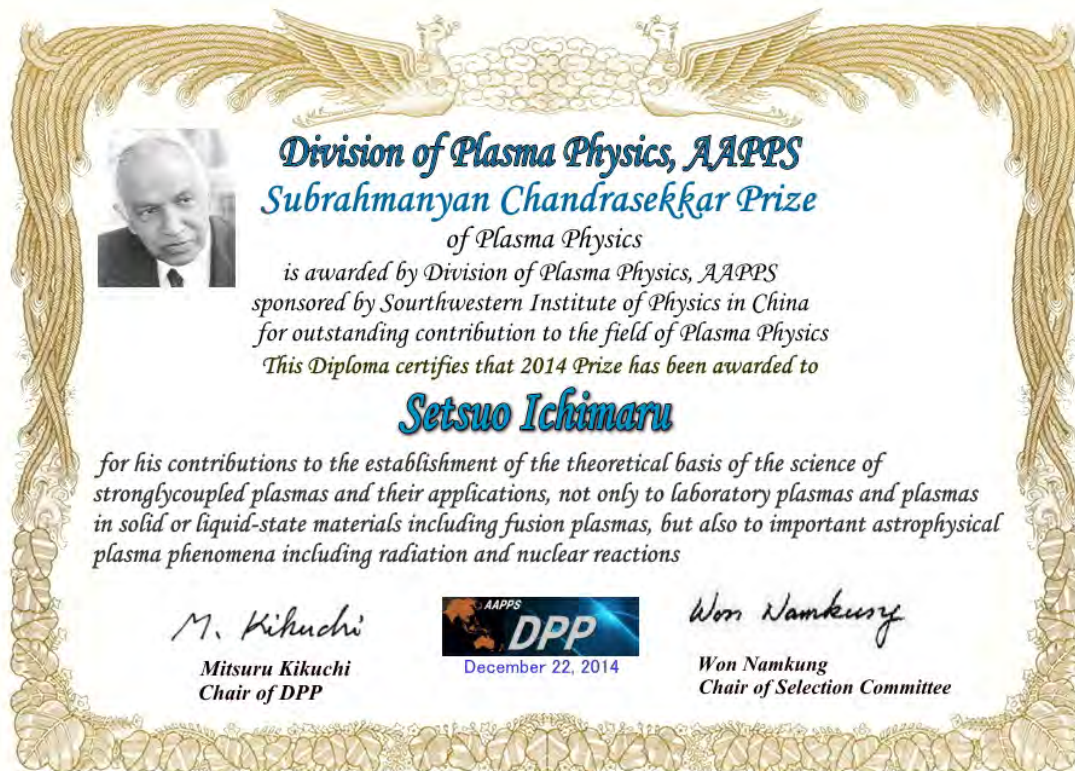 Division of Plasma Physics, AAPPS
Subrahmanyan Chandrasekkar Prize
of Plasma Physics
is awarded by Division of Plasma Physics, AAPPS
sponsored by Sourthwestern Institute of Physics in China
for outstanding contribution to the field of Plasma Physics
This Diploma certifies that 2014 Prize has been awarded to
Setsuo Ichimaru
for his contributions to the establishment of the theoretical basis of the science of
stronglycoupled plasmas and their applications, not only to laboratory plasmas and plasmas
in solid or liquid-state materials including fusion plasmas, but also to important astrophysical
plasma phenomena including radiation and nuclear reactions
M. Kikuchi
Mitsuru Kikuchi
Chair of DPP
AAPPS
DPP
December 22, 2014
Won Namkung
Won Namkung
Chair of Selection Committee